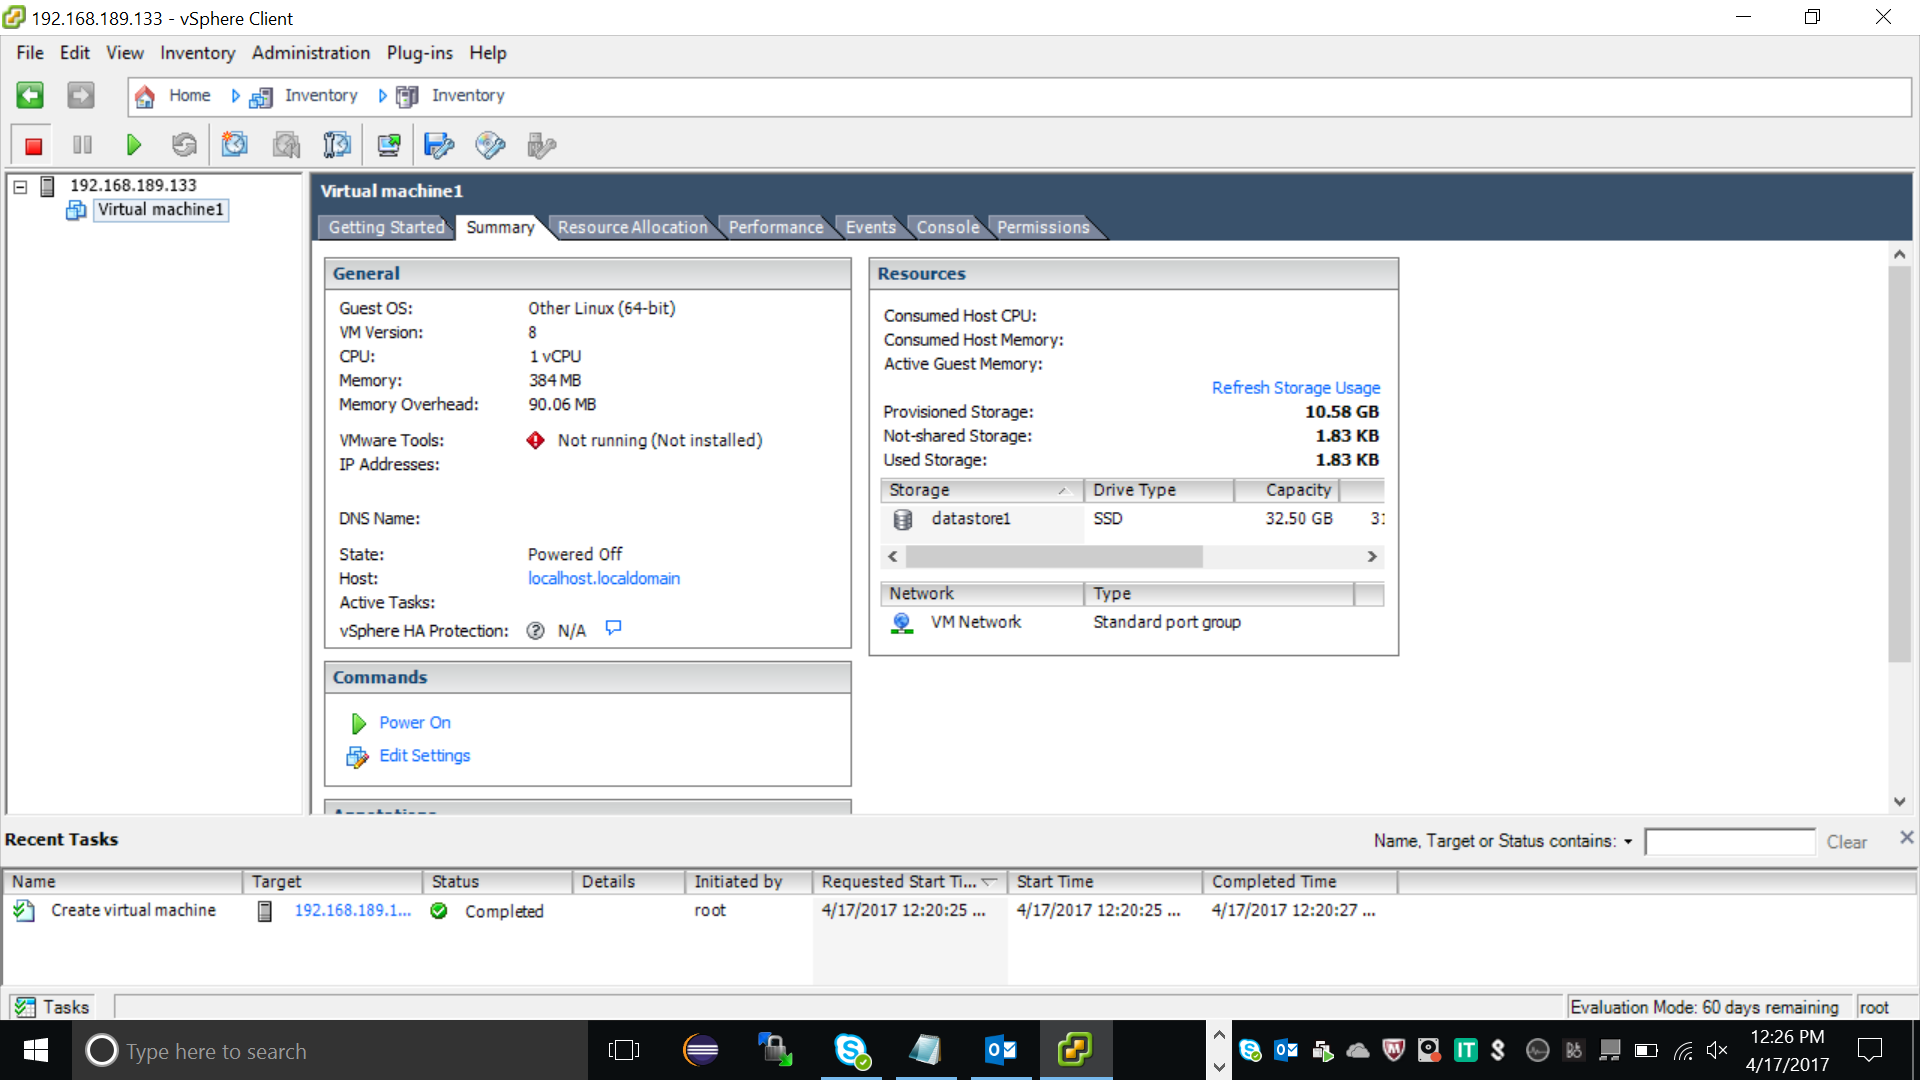 192.168.189.133 - vSphere Client
File Edit View Inventory Administration Plug-ins Help
Home Inventory Inventory
192.168.189.133
Virtual machine1
Virtual machine1
Getting Started Summary Resource Allocation Performance Events Console Permissions
General
Guest OS: Other Linux (64-bit)
VM Version: 8
CPU: 1 vCPU
Memory: 384 MB
Memory Overhead: 90.06 MB
VMware Tools: Not running (Not installed)
IP Addresses:
DNS Name:
State: Powered Off
Host: localhost.localdomain
Active Tasks:
vSphere HA Protection: N/A
Commands
Power On
Edit Settings
Resources
Consumed Host CPU:
Consumed Host Memory:
Active Guest Memory:
Refresh Storage Usage
Provisioned Storage: 10.58 GB
Not-shared Storage: 1.83 KB
Used Storage: 1.83 KB
Storage Drive Type Capacity
datastore1 SSD 32.50 GB 31
Network Type
VM Network Standard port group
Recent Tasks
Name, Target or Status contains: Clear
Name Target Status Details Initiated by Requested Start Ti... Start Time Completed Time
Create virtual machine 192.168.189.1... Completed root 4/17/2017 12:20:25 ... 4/17/2017 12:20:25 ... 4/17/2017 12:20:27 ...
Tasks
Evaluation Mode: 60 days remaining root
Type here to search
12:26 PM
4/17/2017